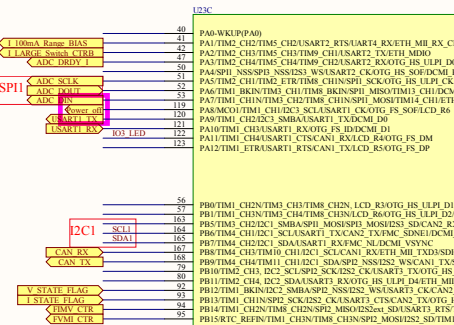 U23C
40 PA0-WKUP(PA0)
I_100mA_Range_BIAS 41 PA1/TIM2_CH2/TIM5_CH2/USART2_RTS/UART4_RX/ETH_MII_RX_C
I_LARGE_Switch_CTRB 42 PA2/TIM2_CH3/TIM5_CH3/TIM9_CH1/USART2_TX/ETH_MDIO
ADC_DRDY_I 47 PA3/TIM2_CH4/TIM5_CH4/TIM9_CH2/USART2_RX/OTG_HS_ULPI_D
50 PA4/SPI1_NSS/SPI3_NSS/I2S3_WS/USART2_CK/OTG_HS_SOF/DCMI_
SPI1
ADC_SCLK 51 PA5/TIM2_CH1/TIM2_ETR/TIM8_CH1N/SPI1_SCK/OTG_HS_ULPI_CK
ADC_DOUT 52 PA6/TIM1_BKIN/TIM3_CH1/TIM8_BKIN/SPI1_MISO/TIM13_CH1/DCM
ADC_DIN 53 PA7/TIM1_CH1N/TIM3_CH2/TIM8_CH1N/SPI1_MOSI/TIM14_CH1/ETH
Power_off 119 PA8/MCO1/TIM1_CH1/I2C3_SCL/USART1_CK/OTG_FS_SOF/LCD_R6
USART1_TX 120 PA9/TIM1_CH2/I2C3_SMBA/USART1_TX/DCMI_D0
USART1_RX 121 PA10/TIM1_CH3/USART1_RX/OTG_FS_ID/DCMI_D1
IO3_LED 122 PA11/TIM1_CH4/USART1_CTS/CAN1_RX/LCD_R4/OTG_FS_DM
123 PA12/TIM1_ETR/USART1_RTS/CAN1_TX/LCD_R5/OTG_FS_DP
56 PB0/TIM1_CH2N/TIM3_CH3/TIM8_CH2N, LCD_R3/OTG_HS_ULPI_D1
57 PB1/TIM1_CH3N/TIM3_CH4/TIM8_CH3N/LCD_R6/OTG_HS_ULPI_D2/
163 PB5/TIM3_CH2/I2C1_SMBA/SPI1_MOSI/SPI3_MOSI/I2S3_SD/CAN2_R
I2C1
SCL1 164 PB6/TIM4_CH1/I2C1_SCL/USART1_TX/CAN2_TX/FMC_SDNE1/DCMI_
SDA1 165 PB7/TIM4_CH2/I2C1_SDA/USART1_RX/FMC_NL/DCMI_VSYNC
CAN_RX 167 PB8/TIM4_CH3/TIM10_CH1/I2C1_SCL/CAN1_RX/ETH_MII_TXD3/SD
CAN_TX 168 PB9/TIM4_CH4/TIM11_CH1/I2C1_SDA/SPI2_NSS/I2S2_WS/CAN1_TX/S
79 PB10/TIM2_CH3, I2C2_SCL/SPI2_SCK/I2S2_CK/USART3_TX/OTG_HS_
80 PB11/TIM2_CH4, I2C2_SDA/USART3_RX/OTG_HS_ULPI_D4/ETH_MII
V_STATE_FLAG 92 PB12/TIM1_BKIN/I2C2_SMBA/SPI2_NSS/I2S2_WS/USART3_CK/CAN2_
I_STATE_FLAG 93 PB13/TIM1_CH1N/SPI2_SCK/I2S2_CK/USART3_CTS/CAN2_TX/OTG_H
FIMV_CTR 94 PB14/TIM1_CH2N/TIM8_CH2N/SPI2_MISO/I2S2ext_SD/USART3_RTS/
FVMI_CTR 95 PB15/RTC_REFIN/TIM1_CH3N/TIM8_CH3N/SPI2_MOSI/I2S2_SD/TIM1